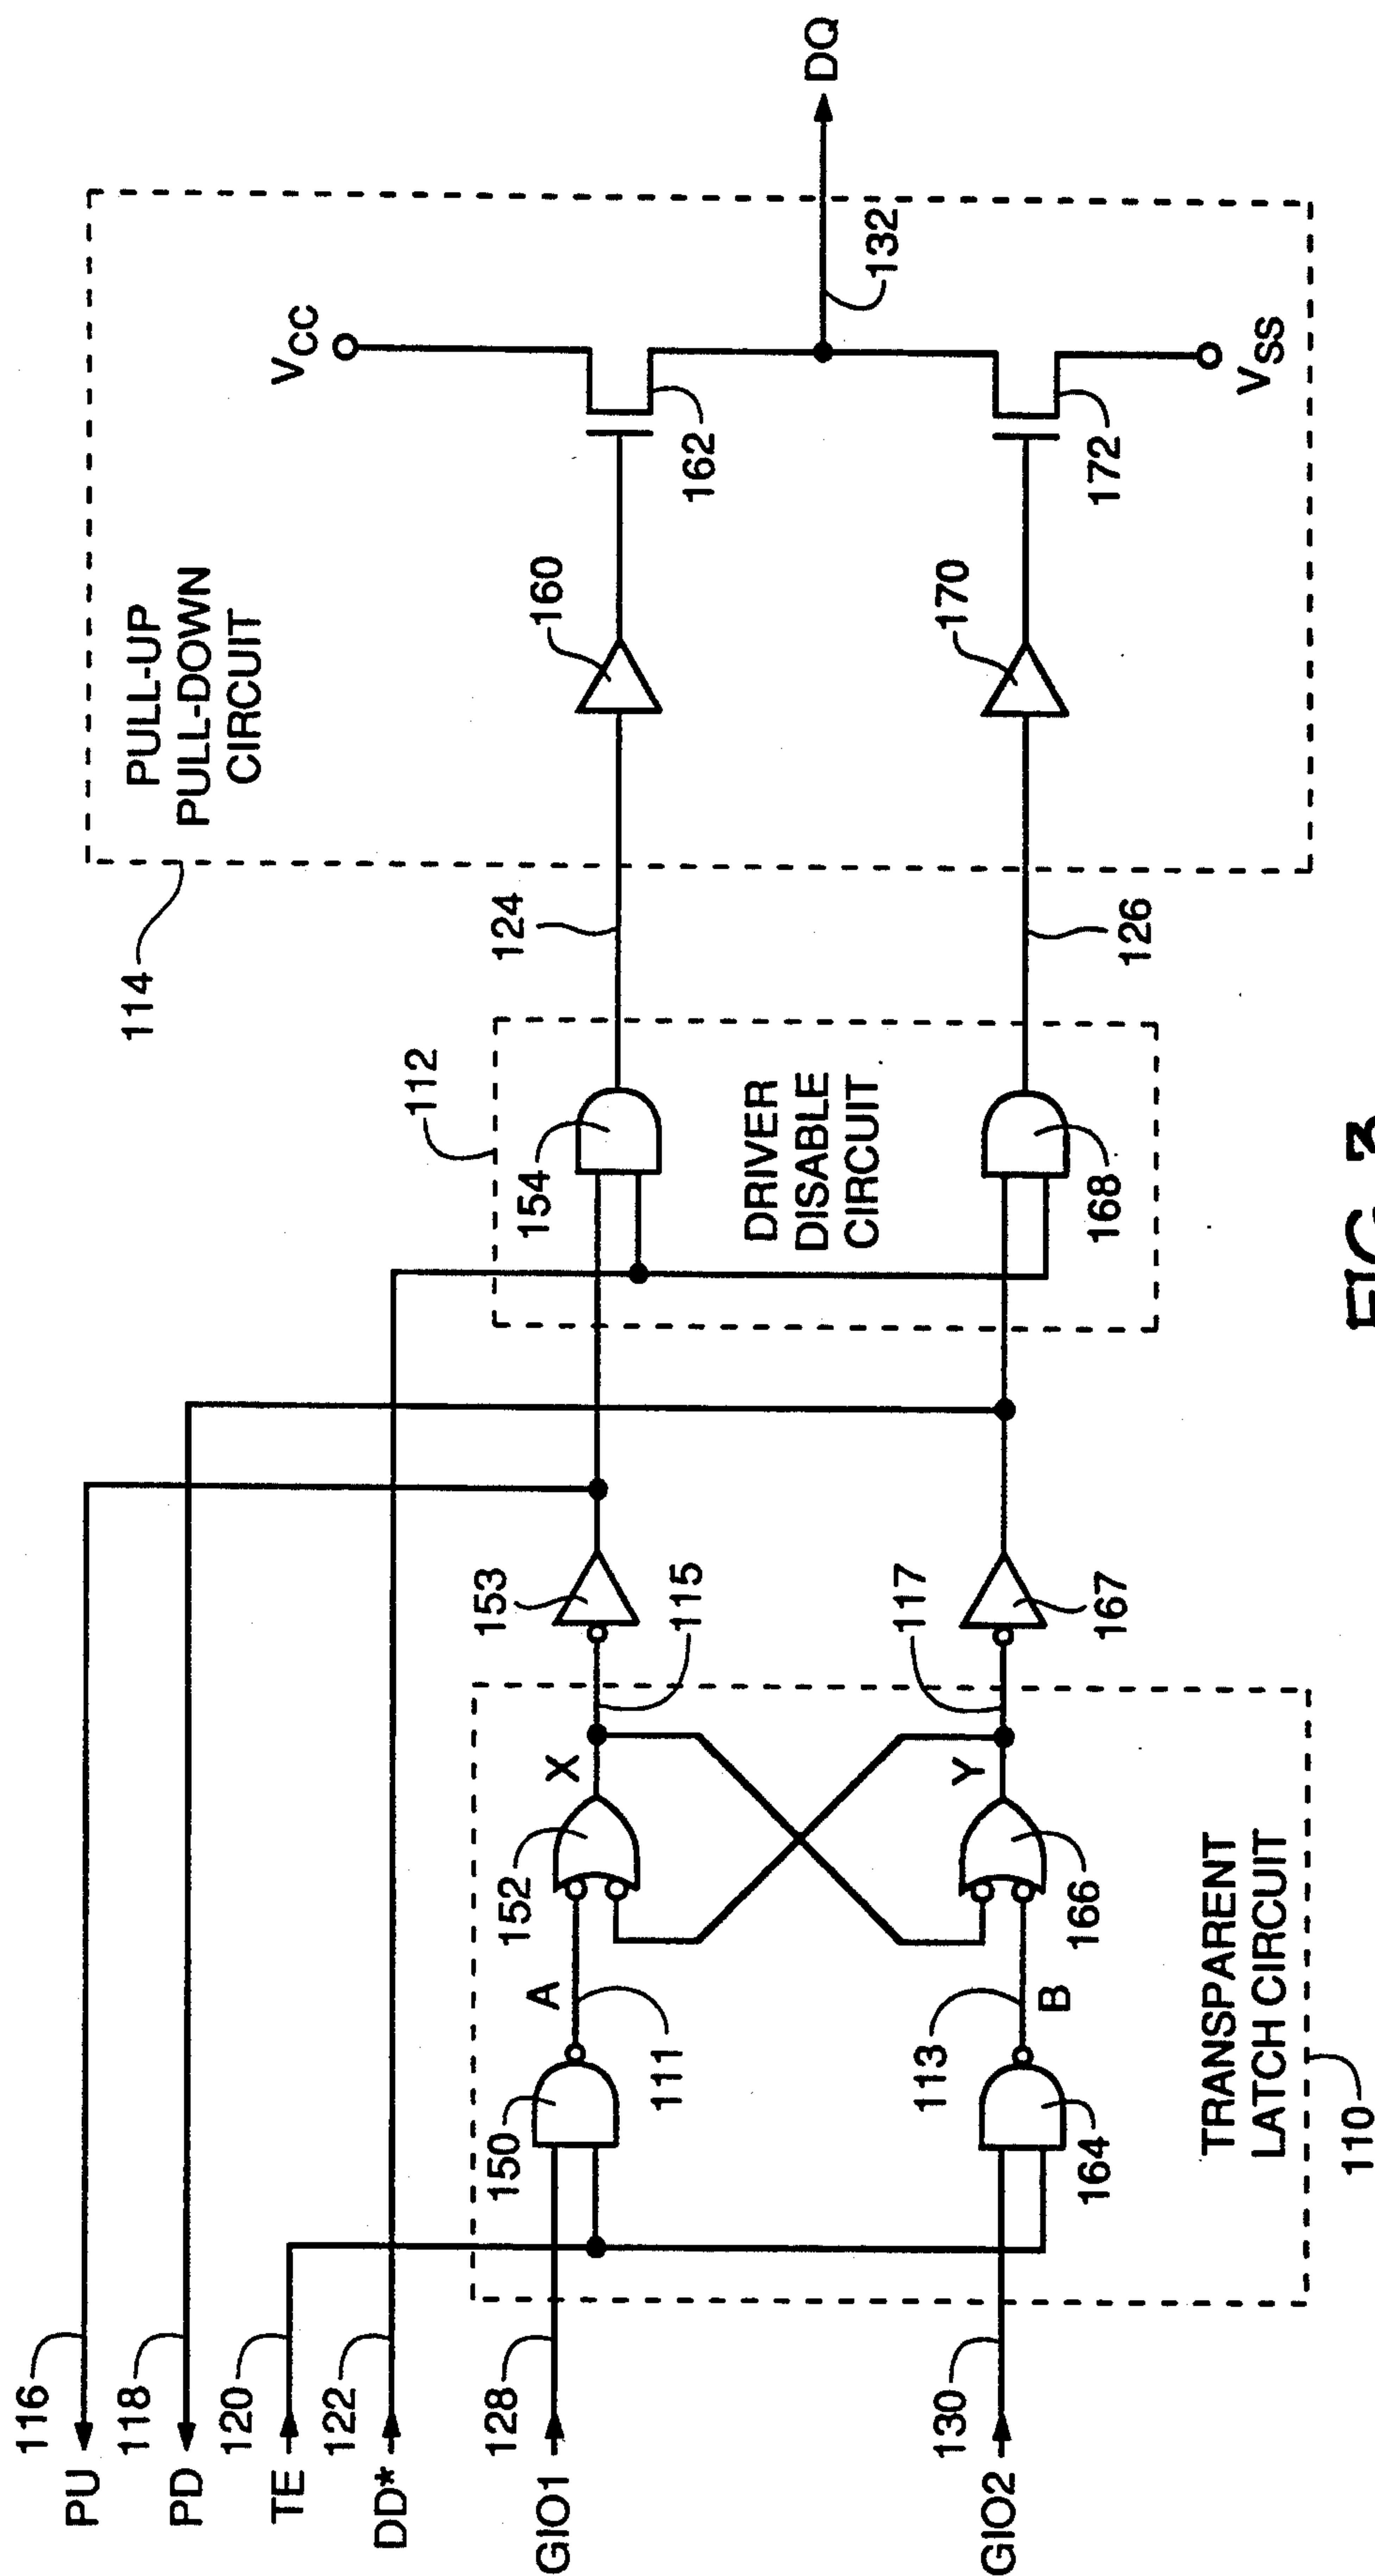 116
PU
118
PD
120
TE
122
DD*
128
GIO1
130
GIO2
150
A
111
152
X
153
115
164
113
B
166
Y
117
167
TRANSPARENT
LATCH CIRCUIT
110
112
154
DRIVER
DISABLE
CIRCUIT
168
124
126
114
PULL-UP
PULL-DOWN
CIRCUIT
160
170
VCC
162
172
VSS
132
DQ
FIG. 3